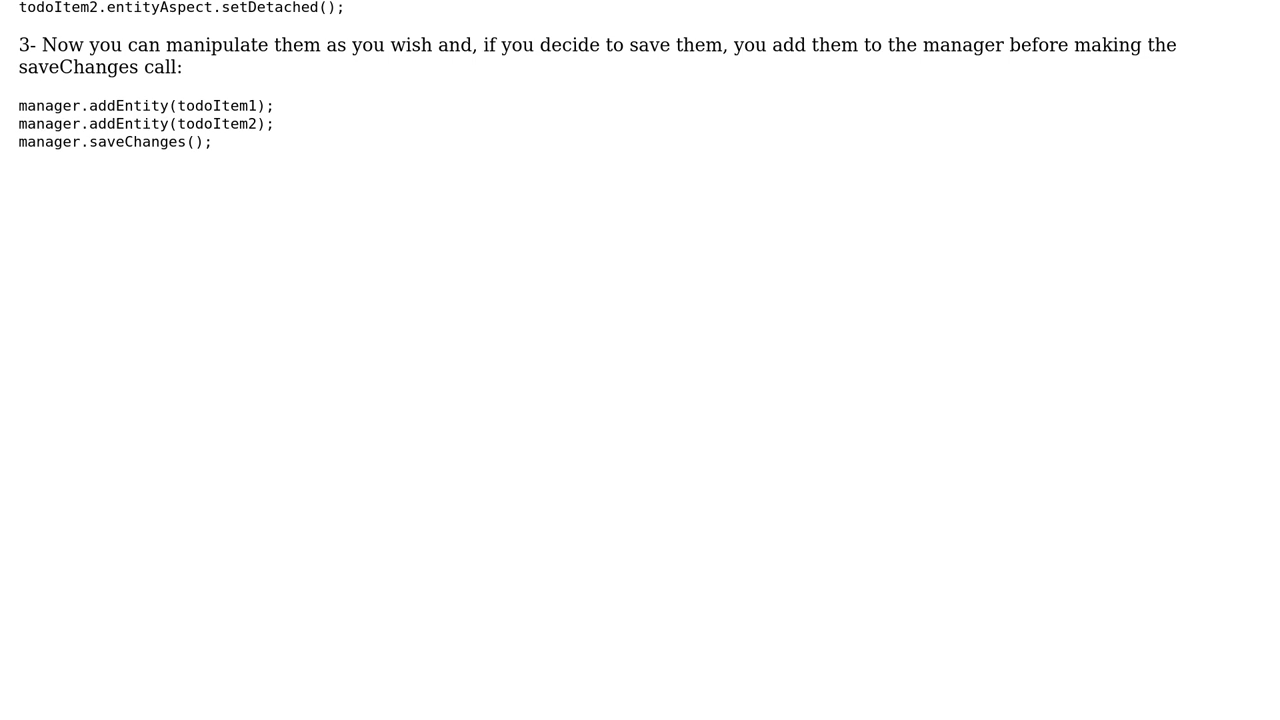 todoItem2.entityAspect.setDetached();
3- Now you can manipulate them as you wish and, if you decide to save them, you add them to the manager before making the
saveChanges call:
manager.addEntity(todoItem1);
manager.addEntity(todoItem2);
manager.saveChanges();